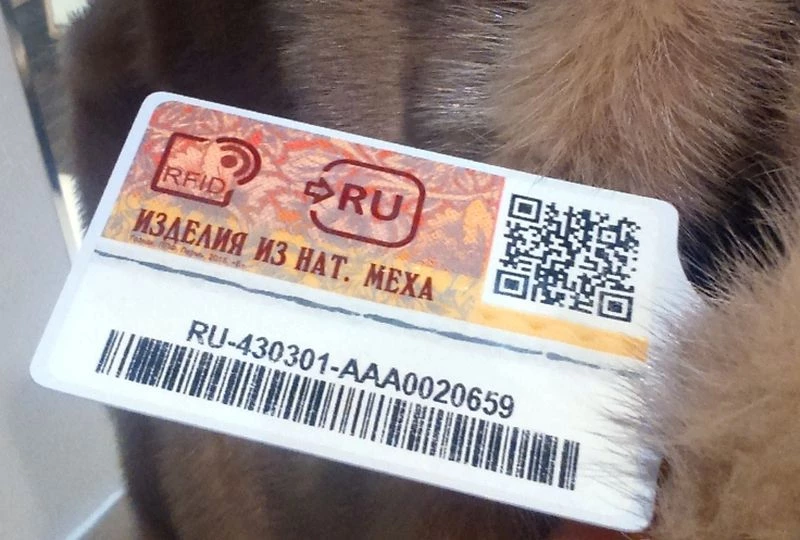 RFID
RU
ИЗДЕЛИЯ ИЗ НАТ. МЕХА
RU-430301-AAA0020659